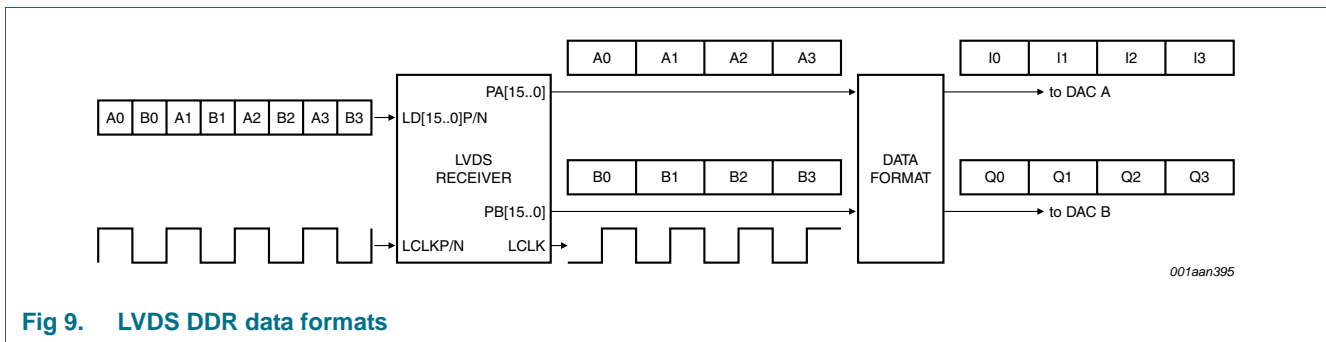 A0 A1 A2 A3
I0 I1 I2 I3
PA[15..0]
to DAC A
A0 B0 A1 B1 A2 B2 A3 B3
LD[15..0]P/N
LVDS
RECEIVER
B0 B1 B2 B3
DATA
FORMAT
Q0 Q1 Q2 Q3
PB[15..0]
to DAC B
LCLKP/N
LCLK
001aan395
Fig 9. LVDS DDR data formats